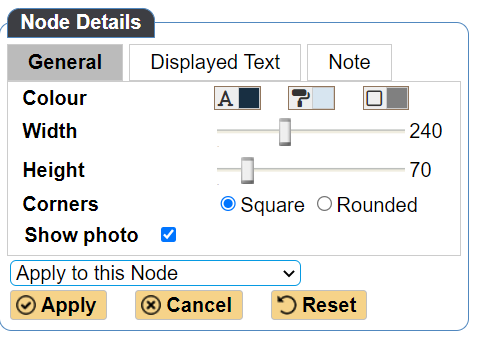 Node Details
General Displayed Text Note
Colour A
Width 240
Height 70
Corners Square Rounded
Show photo
Apply to this Node
Apply Cancel Reset